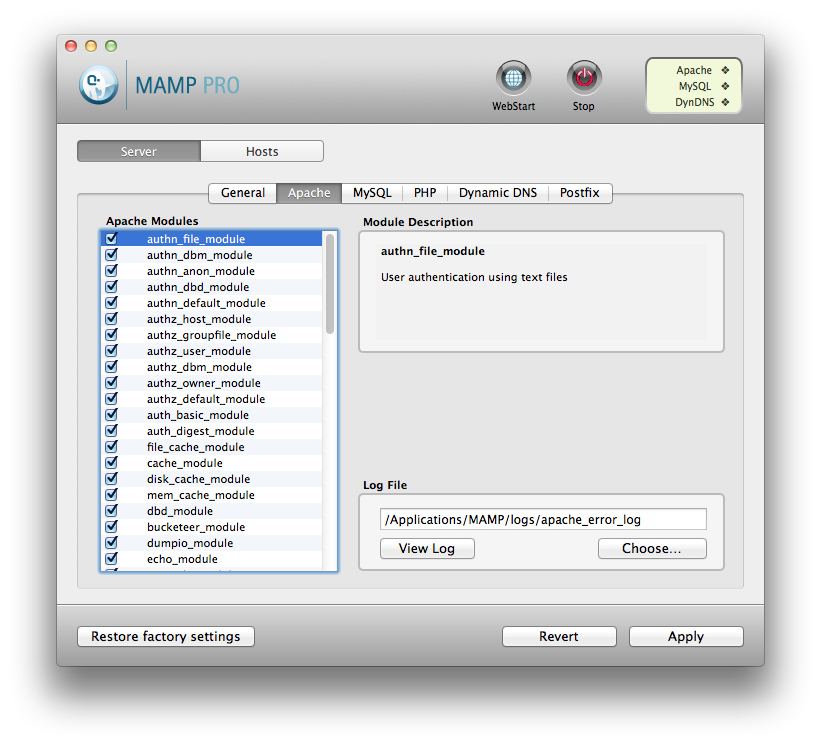 MAMP PRO
WebStart
Stop
Apache
MySQL
DynDNS
Server
Hosts
General
Apache
MySQL
PHP
Dynamic DNS
Postfix
Apache Modules
authn_file_module
authn_dbm_module
authn_anon_module
authn_dbd_module
authn_default_module
authz_host_module
authz_groupfile_module
authz_user_module
authz_dbm_module
authz_owner_module
authz_default_module
auth_basic_module
auth_digest_module
file_cache_module
cache_module
disk_cache_module
mem_cache_module
dbd_module
bucketeer_module
dumpio_module
echo_module
Module Description
authn_file_module
User authentication using text files
Log File
/Applications/MAMP/logs/apache_error_log
View Log
Choose...
Restore factory settings
Revert
Apply